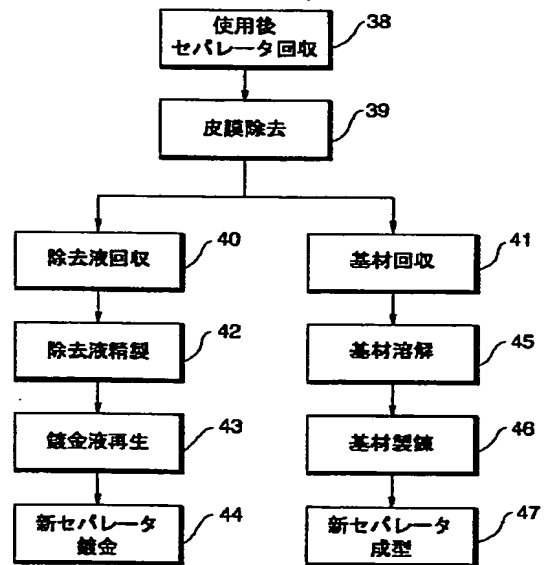 使用後
セパレータ回収
38
皮膜除去
39
除去液回収
40
基材回収
41
除去液精製
42
基材溶解
45
鍍金液再生
43
基材製錬
46
新セパレータ
鍍金
44
新セパレータ
成型
47